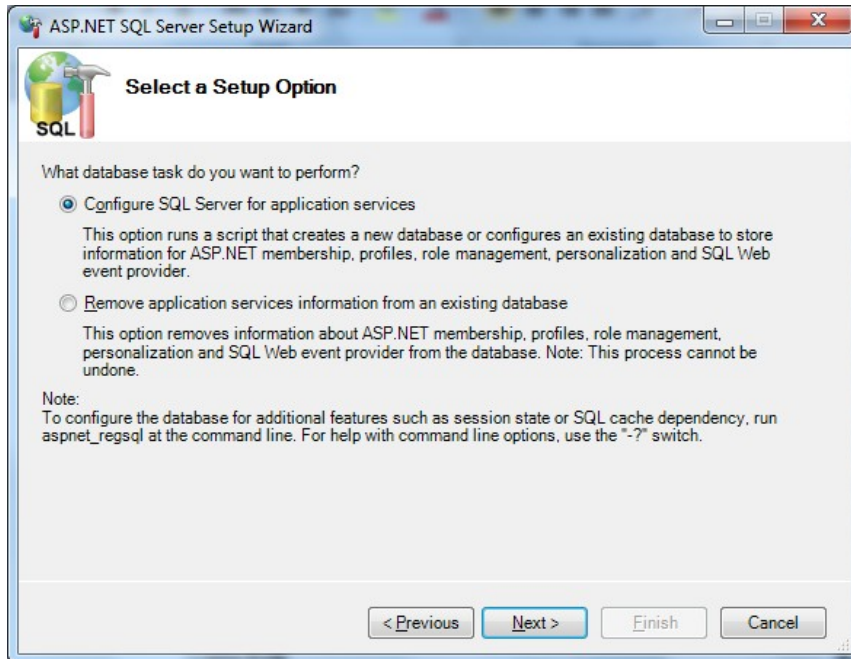 ASP.NET SQL Server Setup Wizard
Select a Setup Option
SQL
What database task do you want to perform?
Configure SQL Server for application services
This option runs a script that creates a new database or configures an existing database to store
information for ASP.NET membership, profiles, role management, personalization and SQL Web
event provider.
Remove application services information from an existing database
This option removes information about ASP.NET membership, profiles, role management,
personalization and SQL Web event provider from the database. Note: This process cannot be
undone.
Note:
To configure the database for additional features such as session state or SQL cache dependency, run
aspnet_regsql at the command line. For help with command line options, use the "-?" switch.
< Previous Next > Finish Cancel